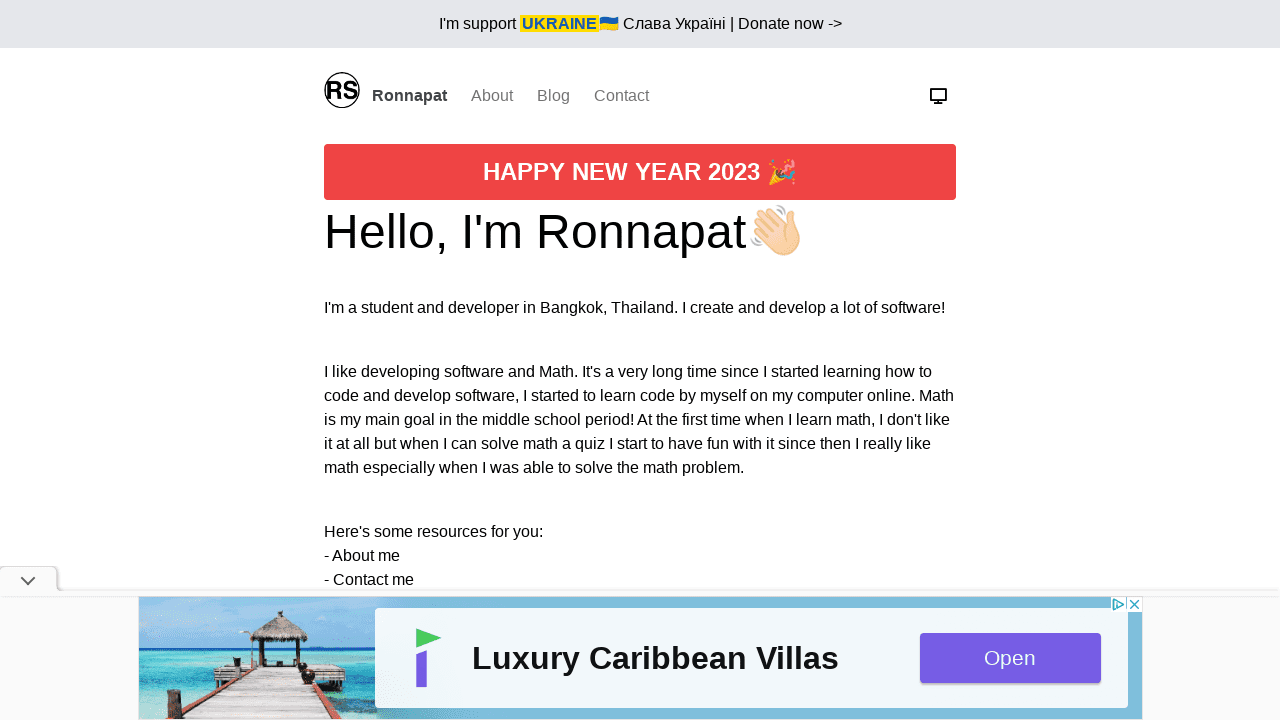 I'm support UKRAINE🇺🇦 Слава Україні | Donate now ->
RS Ronnapat About Blog Contact
HAPPY NEW YEAR 2023 🎉
Hello, I'm Ronnapat👋🏻
I'm a student and developer in Bangkok, Thailand. I create and develop a lot of software!
I like developing software and Math. It's a very long time since I started learning how to
code and develop software, I started to learn code by myself on my computer online. Math
is my main goal in the middle school period! At the first time when I learn math, I don't like
it at all but when I can solve math a quiz I start to have fun with it since then I really like
math especially when I was able to solve the math problem.
Here's some resources for you:
- About me
- Contact me
Luxury Caribbean Villas
Open